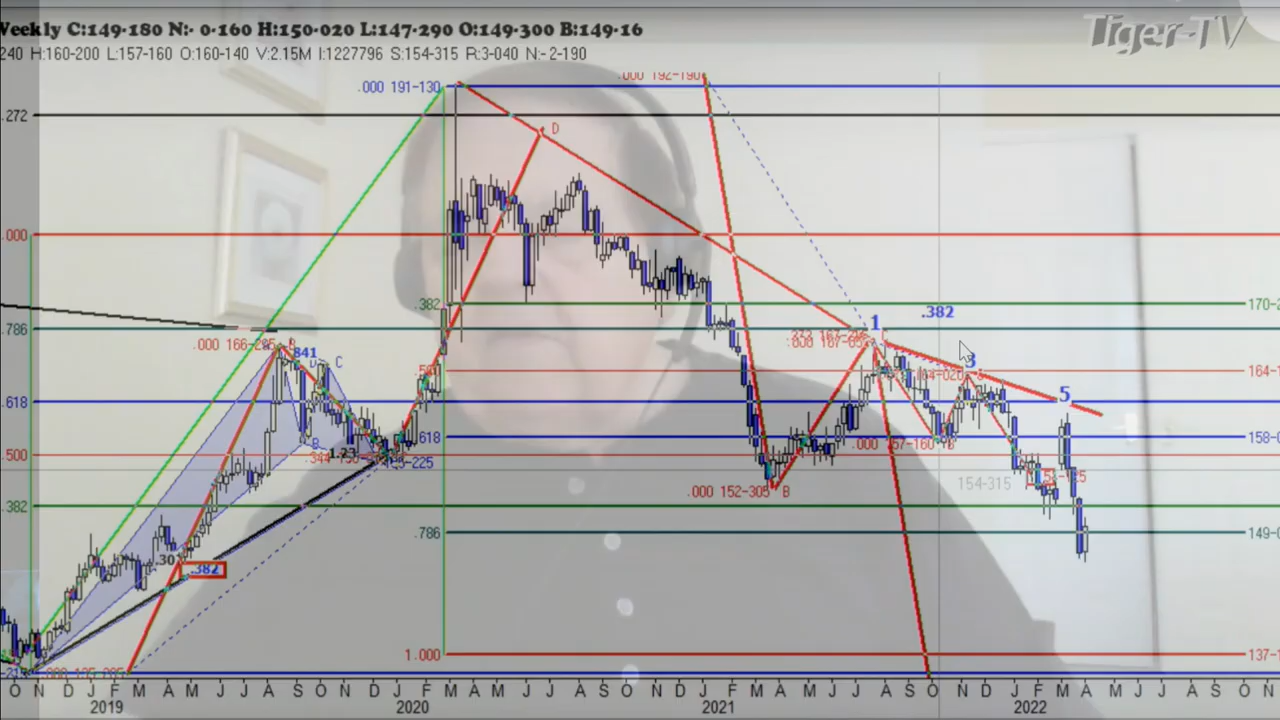 Weekly C:149-180 N:- 0-160 H:150-020 L:147-290 O:149-300 B:149-16
240 H:160-200 L:157-160 O:160-140 V:2.15M I:1227796 S:154-315 R:3-040 N:-2-190
Tiger-TV
.000 191-130
.000 192-190
.272
D
.000
.382
170-2
1
.382
.786
.000 166-285 B
841
C
3
164-1
5
.618
.618
158-0
B
1.23
.000 157-160 B
.500
154-315
.000 152-305 B
.382
.786
149-0
.382
1.000
137-1
O N D J F M A M J J A S O N D J F M A M J J A S O N D J F M A M J J A S O N D J F M A M J J A S O N
2019 2020 2021 2022